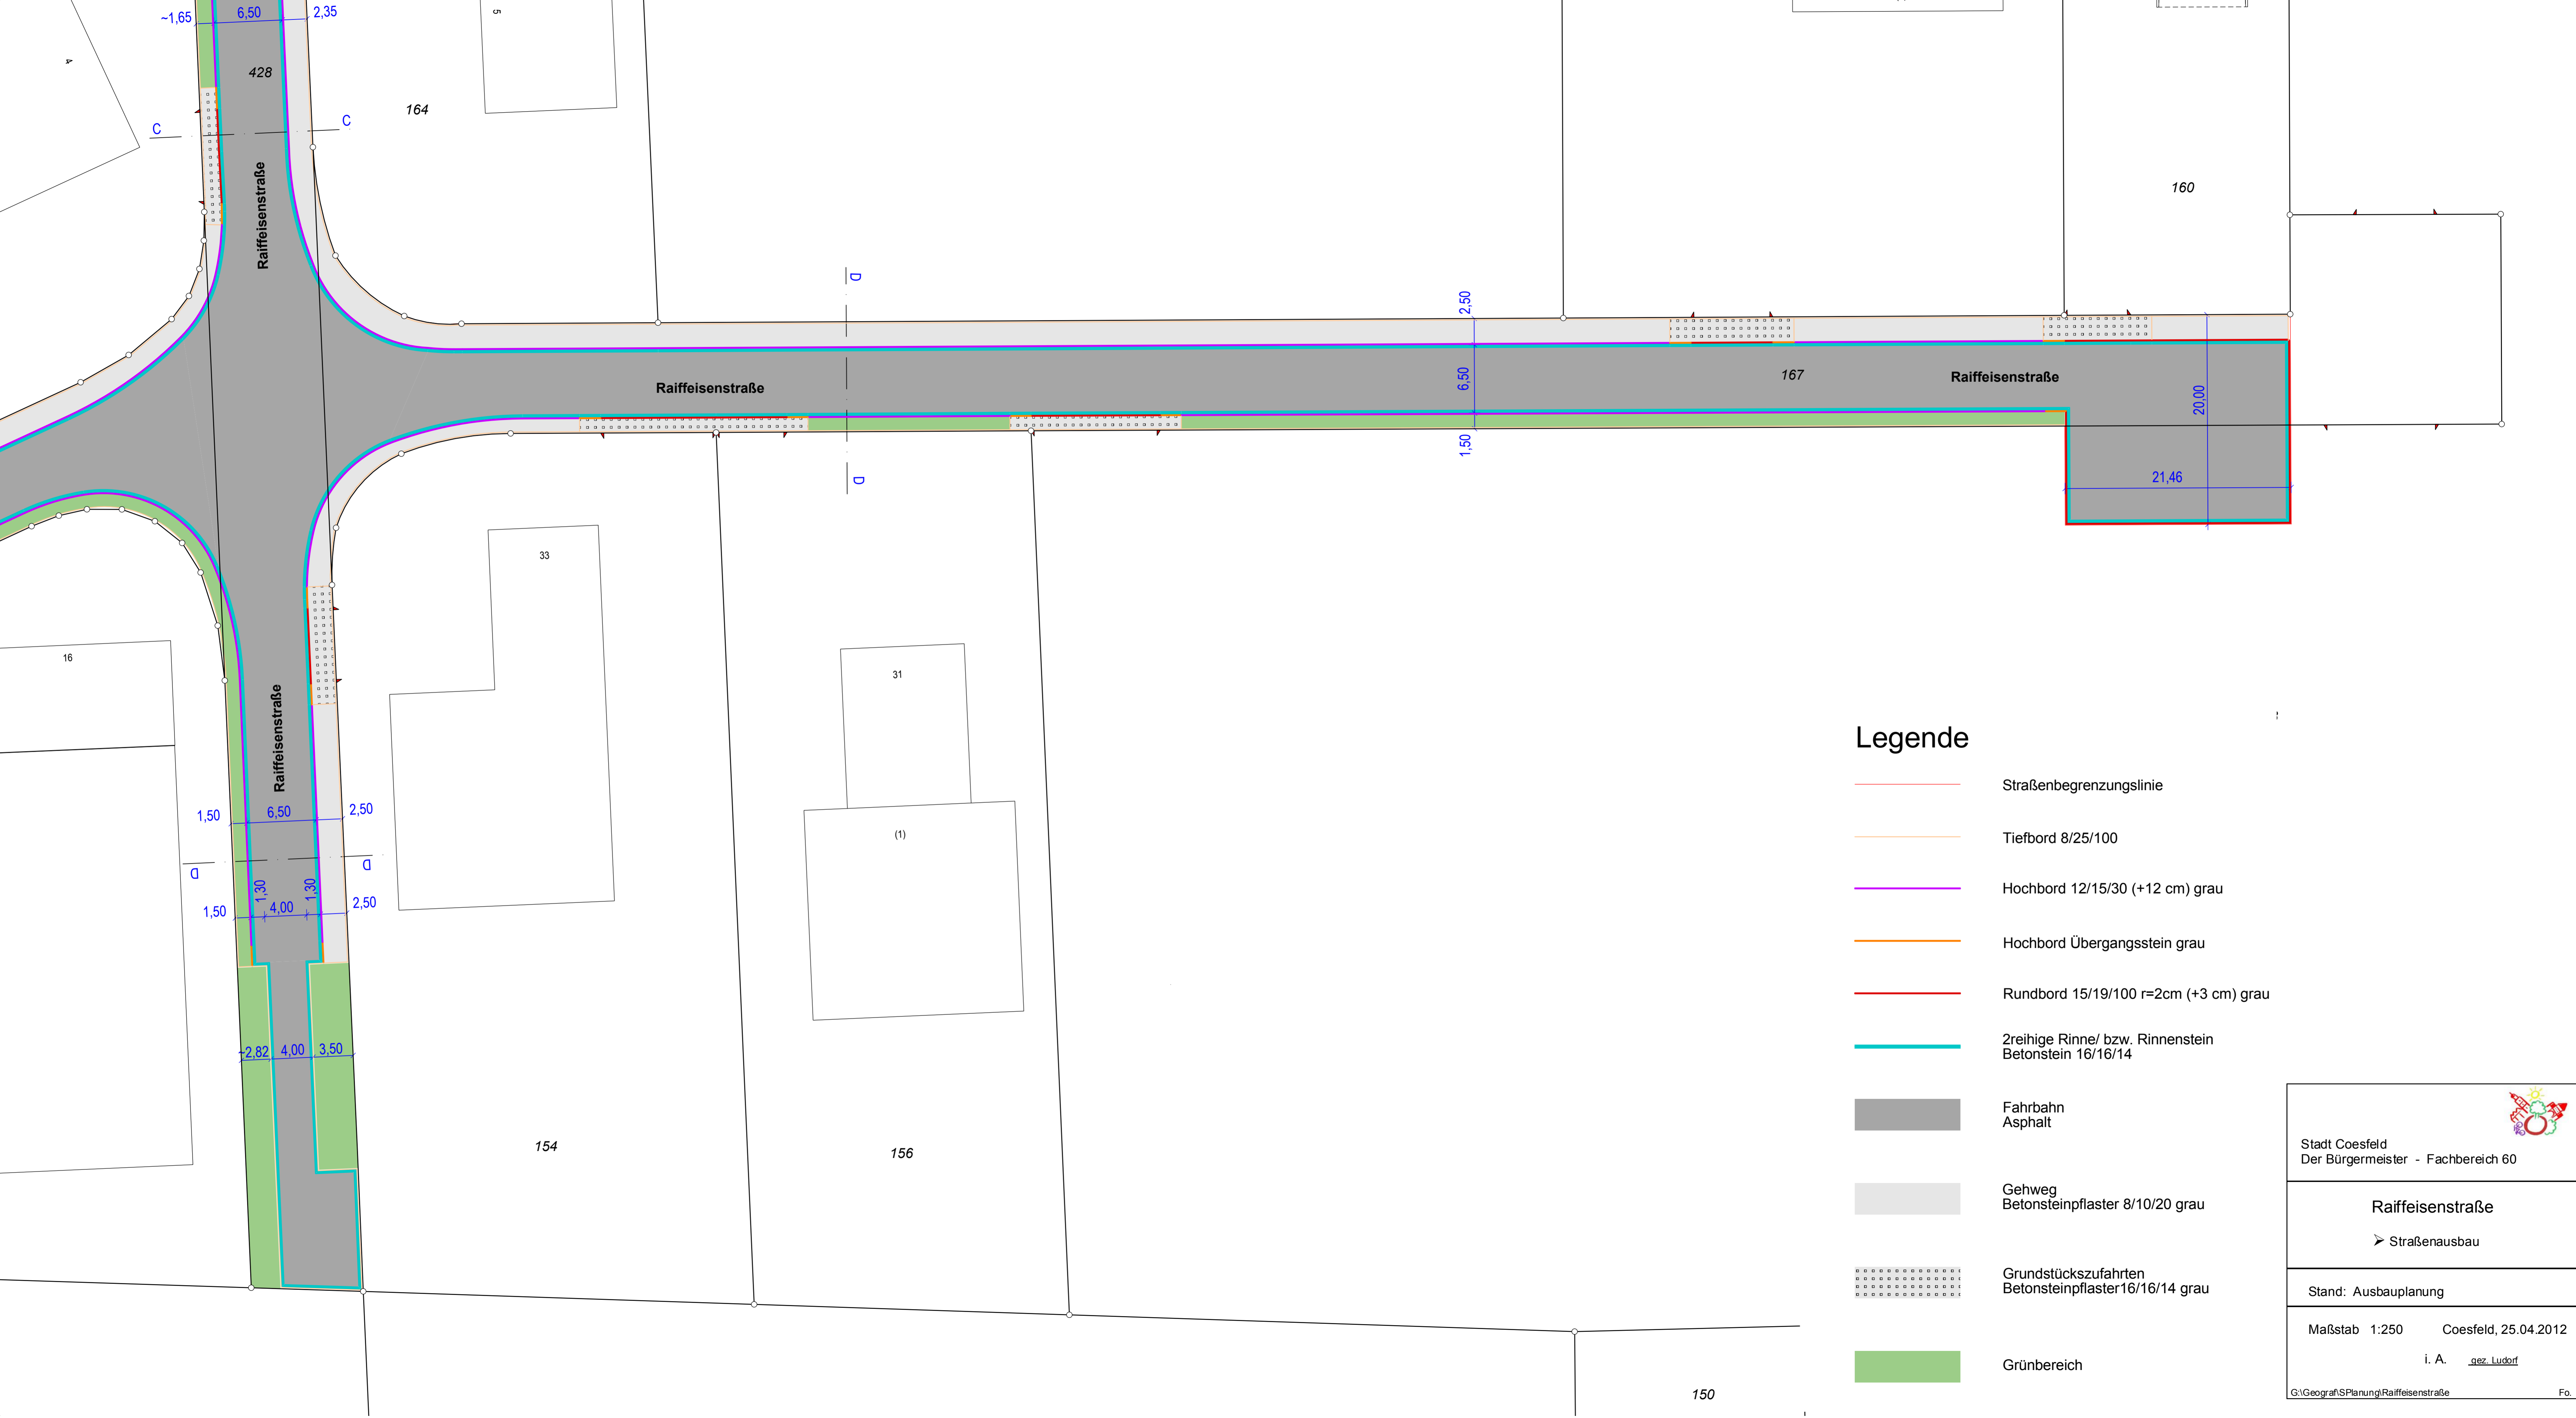 ~1,65
6,50
2,35
5
4
428
164
C
C
Raiffeisenstraße
160
D
2,50
Raiffeisenstraße
6,50
167
Raiffeisenstraße
20,00
1,50
D
21,46
33
16
31
Raiffeisenstraße
1,50
6,50
2,50
(1)
D
D
1,30
1,30
1,50
4,00
2,50
~2,82
4,00
3,50
154
156
150
Legende
Straßenbegrenzungslinie
Tiefbord 8/25/100
Hochbord 12/15/30 (+12 cm) grau
Hochbord Übergangsstein grau
Rundbord 15/19/100 r=2cm (+3 cm) grau
2reihige Rinne/ bzw. Rinnenstein
Betonstein 16/16/14
Fahrbahn
Asphalt
Gehweg
Betonsteinpflaster 8/10/20 grau
Grundstückszufahrten
Betonsteinpflaster16/16/14 grau
Grünbereich
Stadt Coesfeld
Der Bürgermeister - Fachbereich 60
Raiffeisenstraße
➢ Straßenausbau
Stand: Ausbauplanung
Maßstab 1:250 Coesfeld, 25.04.2012
i. A. gez. Ludorf
G:\Geograf\SPlanung\Raiffeisenstraße Fo.